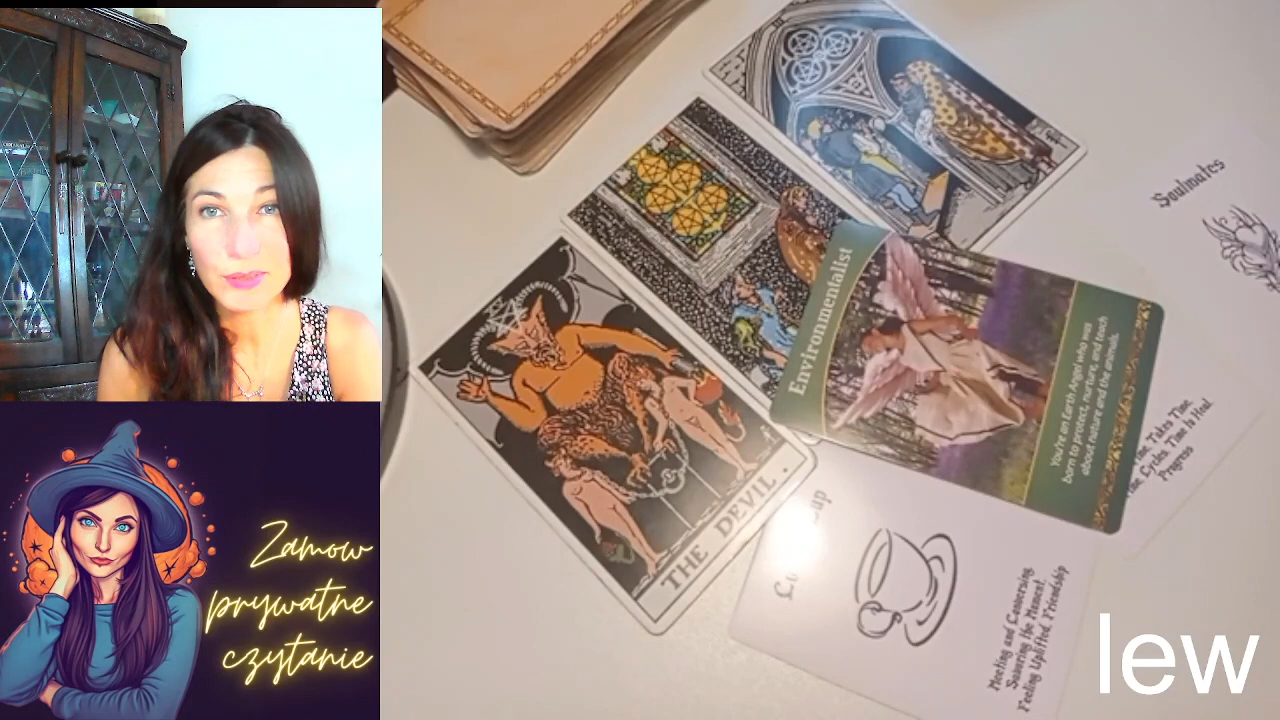 Zamow
prywatne
czytanie
THE DEVIL.
Environmentalist
You're an Earth Angel who was
born to protect, nurture, and teach
about nature and the animals.
Soulmates
Takes Time.
Cycles. Time To Heal
Progress
Meeting and Conversing
Savoring the Moment.
Feeling Uplifted. Friendship
lew